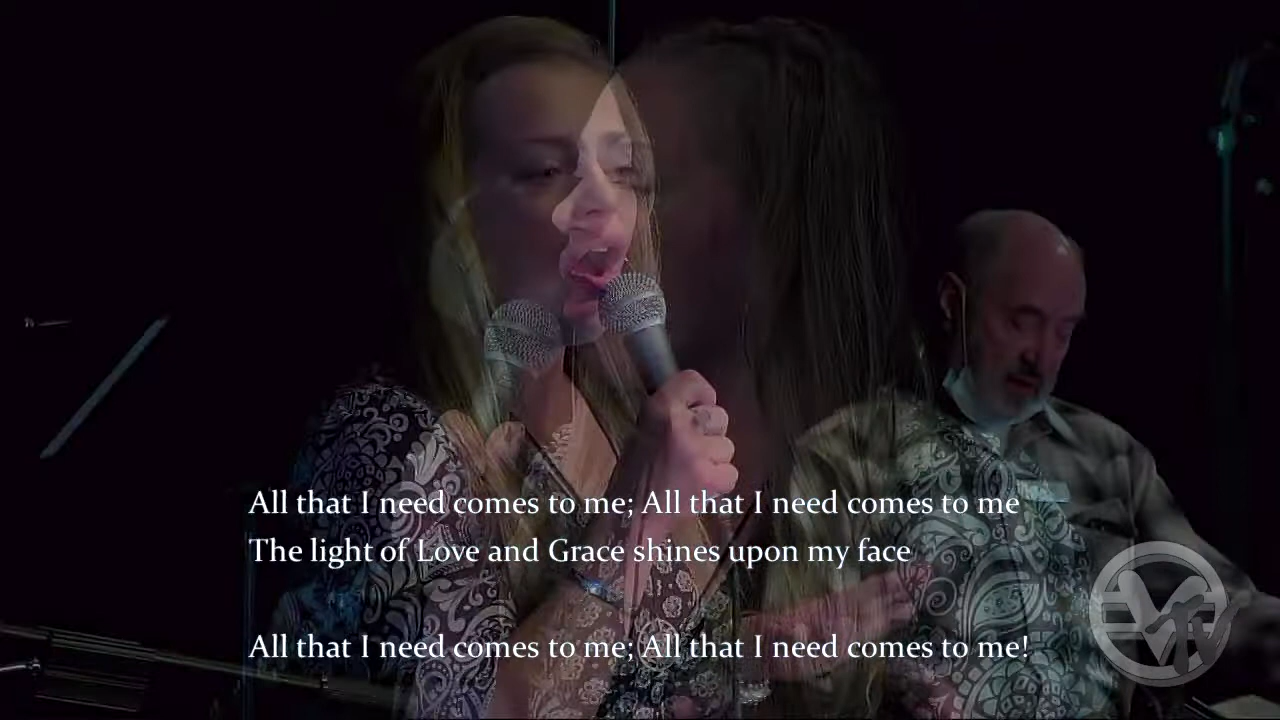 All that I need comes to me; All that I need comes to me
The light of Love and Grace shines upon my face
All that I need comes to me; All that I need comes to me!
TV